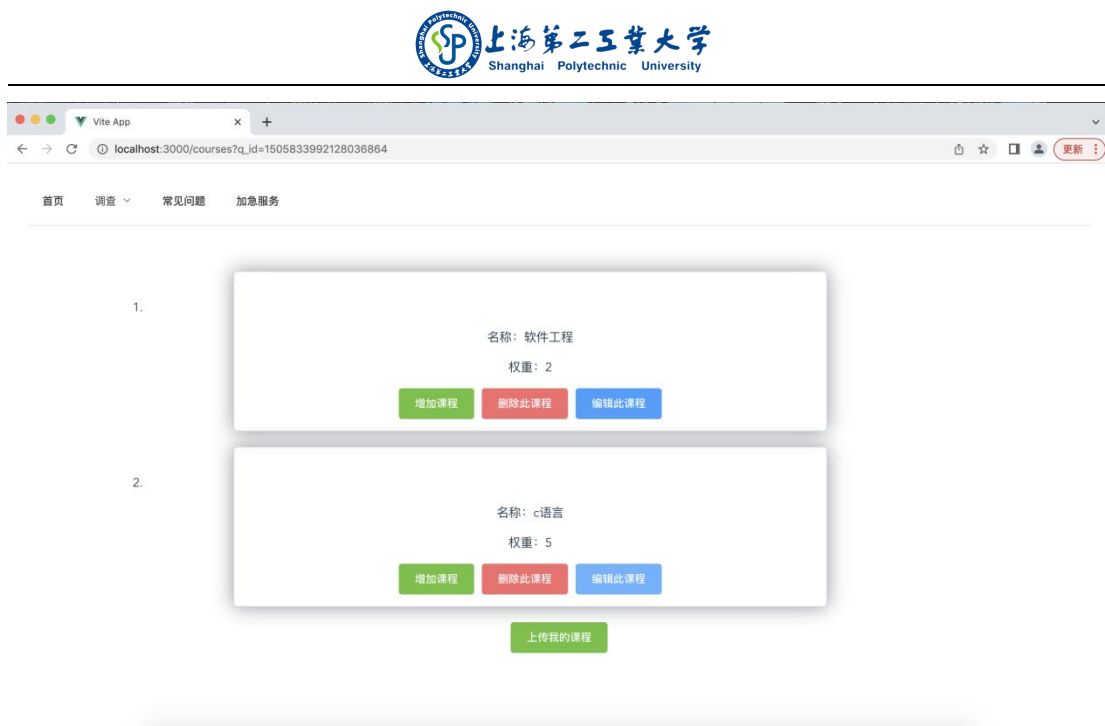 上海第二工业大学
Shanghai Polytechnic University
Vite App
localhost:3000/courses?q_id=1505833992128036864
更新
首页 调查 常见问题 加急服务
1.
名称：软件工程
权重：2
增加课程 删除此课程 编辑此课程
2.
名称：c语言
权重：5
增加课程 删除此课程 编辑此课程
上传我的课程